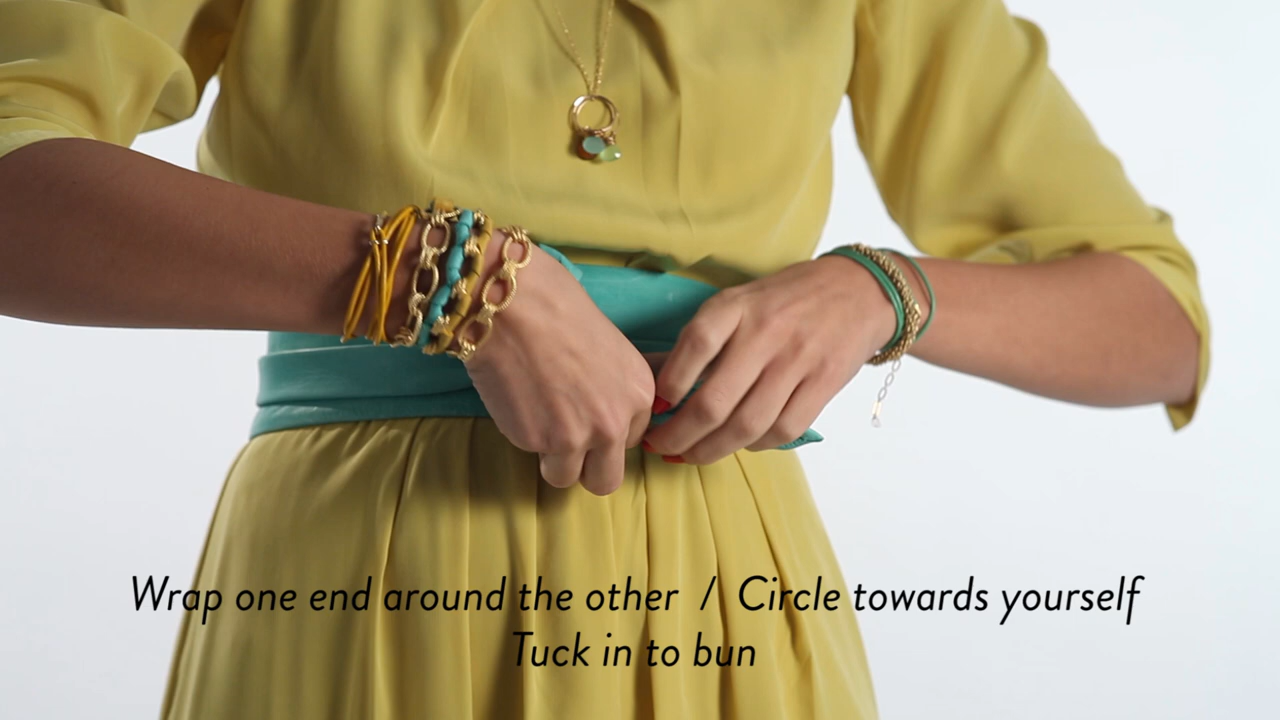 Wrap one end around the other / Circle towards yourself
Tuck in to bun